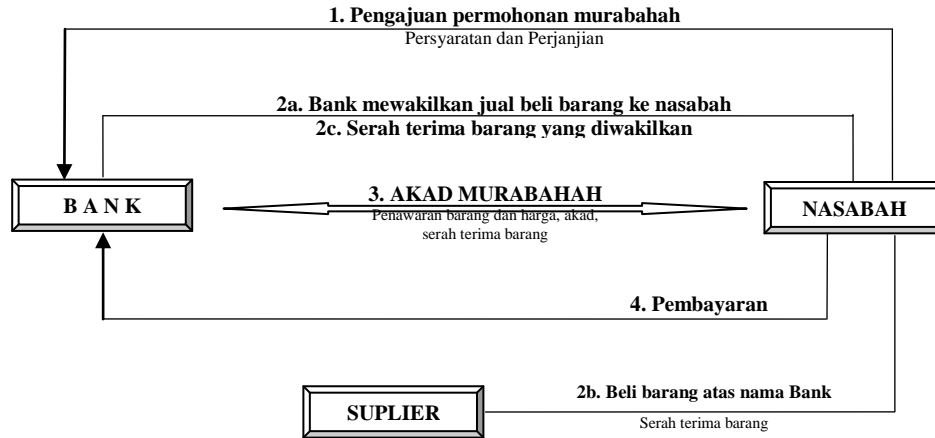 1. Pengajuan permohonan murabahah
Persyaratan dan Perjanjian
2a. Bank mewakilkan jual beli barang ke nasabah
2c. Serah terima barang yang diwakilkan
B A N K
3. AKAD MURABAHAH
Penawaran barang dan harga, akad,
serah terima barang
NASABAH
4. Pembayaran
2b. Beli barang atas nama Bank
SUPLIER
Serah terima barang